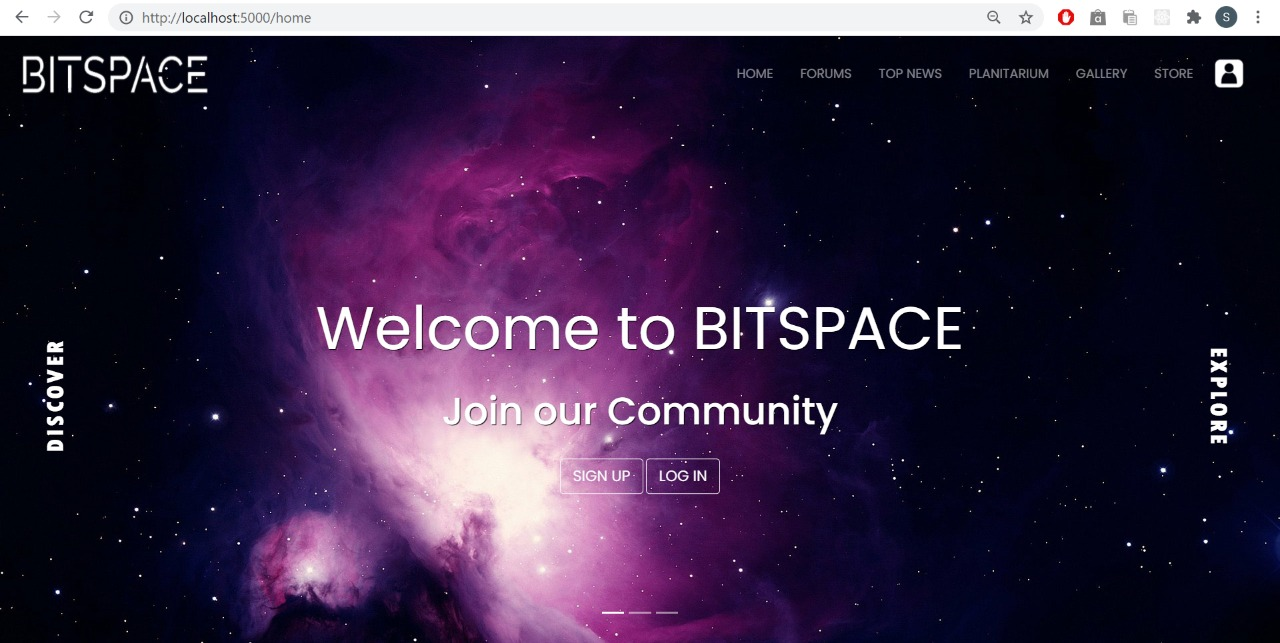 http://localhost:5000/home
S
BITSPACE
HOME FORUMS TOP NEWS PLANITARIUM GALLERY STORE
Welcome to BITSPACE
DISCOVER
EXPLORE
Join our Community
SIGN UP LOG IN